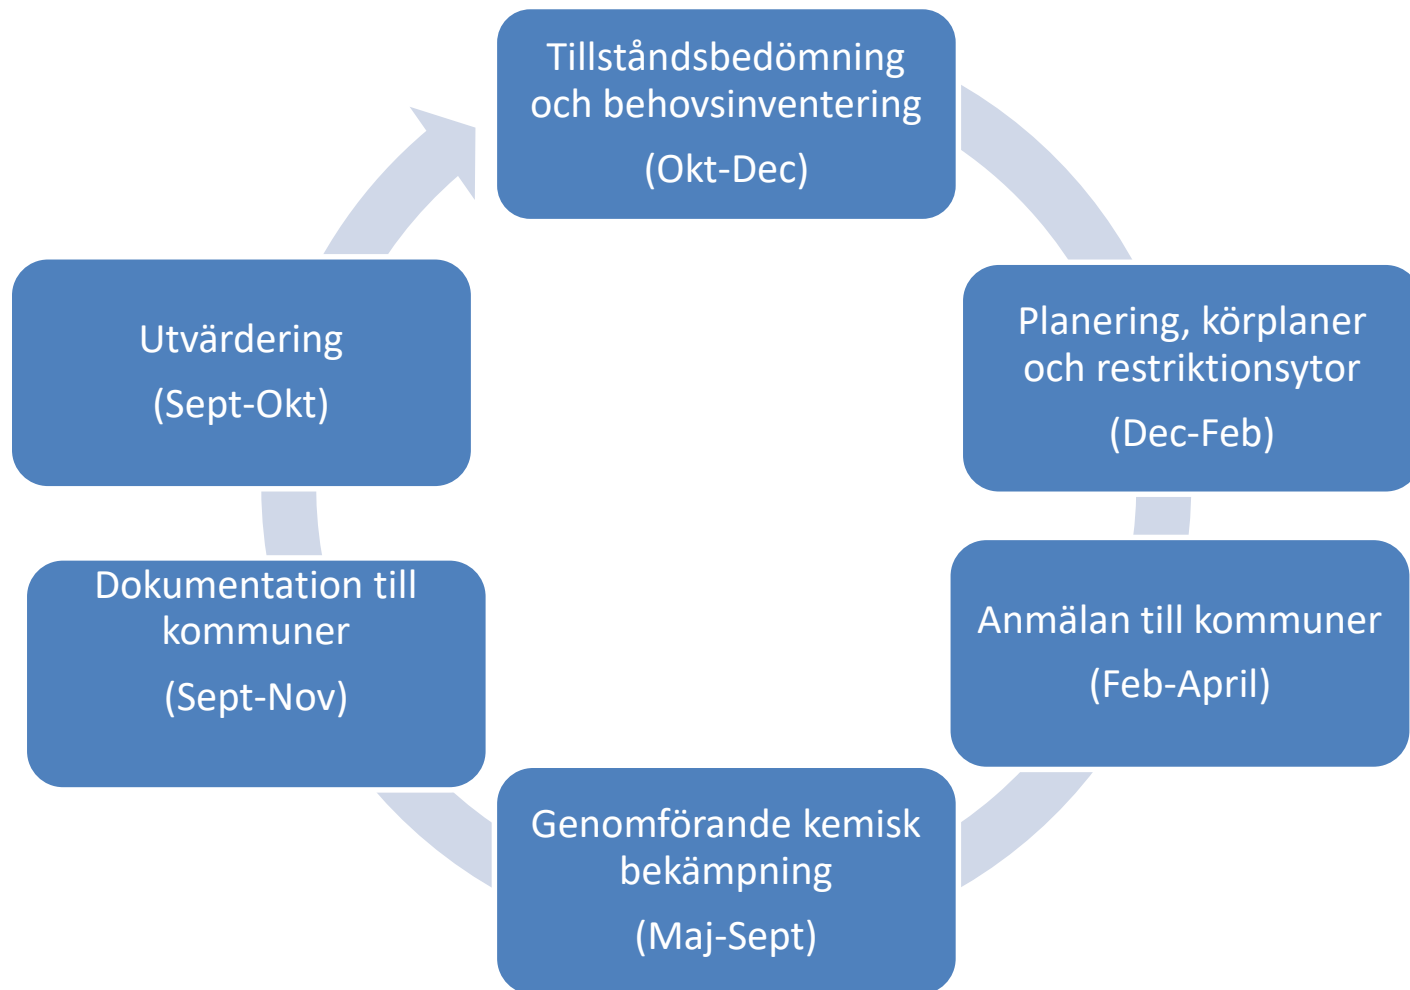 Tillståndsbedömning
och behovsinventering
(Okt-Dec)
Planering, körplaner
och restriktionsytor
(Dec-Feb)
Anmälan till kommuner
(Feb-April)
Genomförande kemisk
bekämpning
(Maj-Sept)
Dokumentation till
kommuner
(Sept-Nov)
Utvärdering
(Sept-Okt)